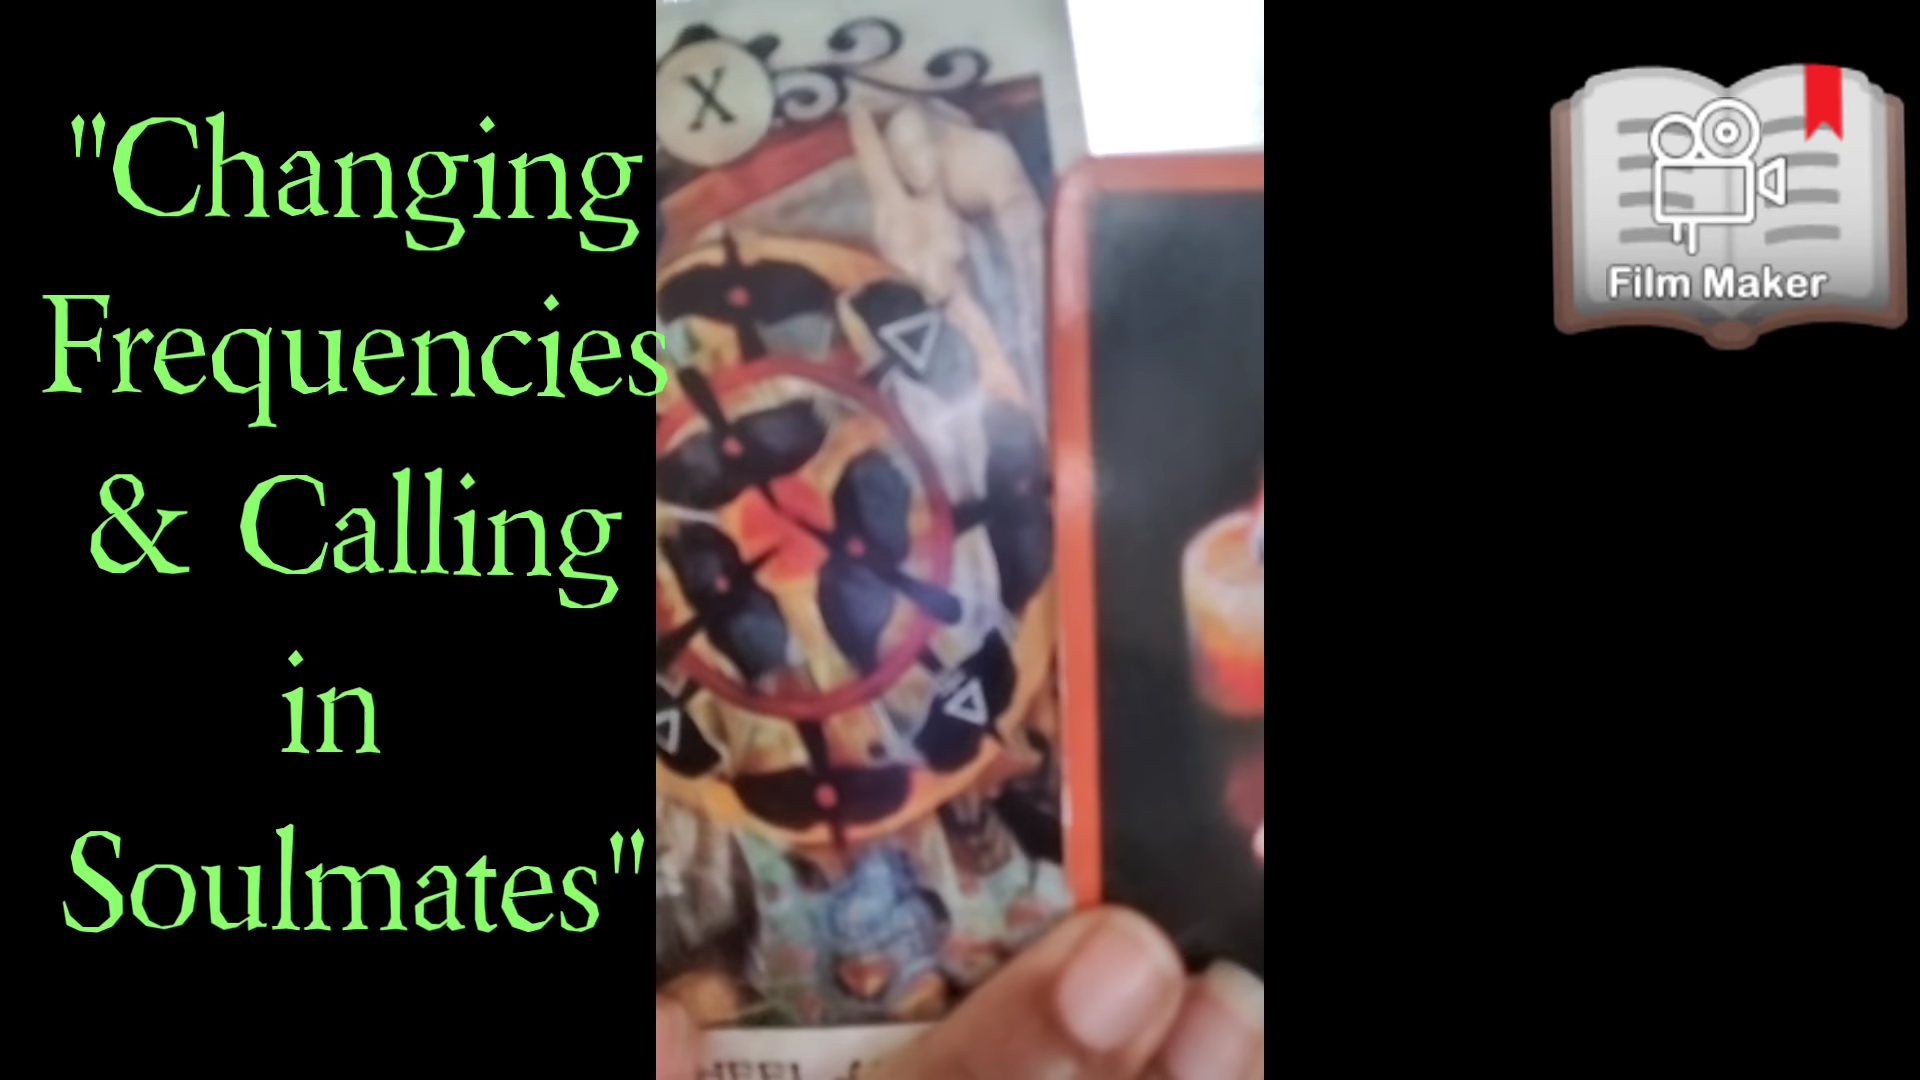 "Changing
Frequencies
& Calling
in
Soulmates"
X
Film Maker